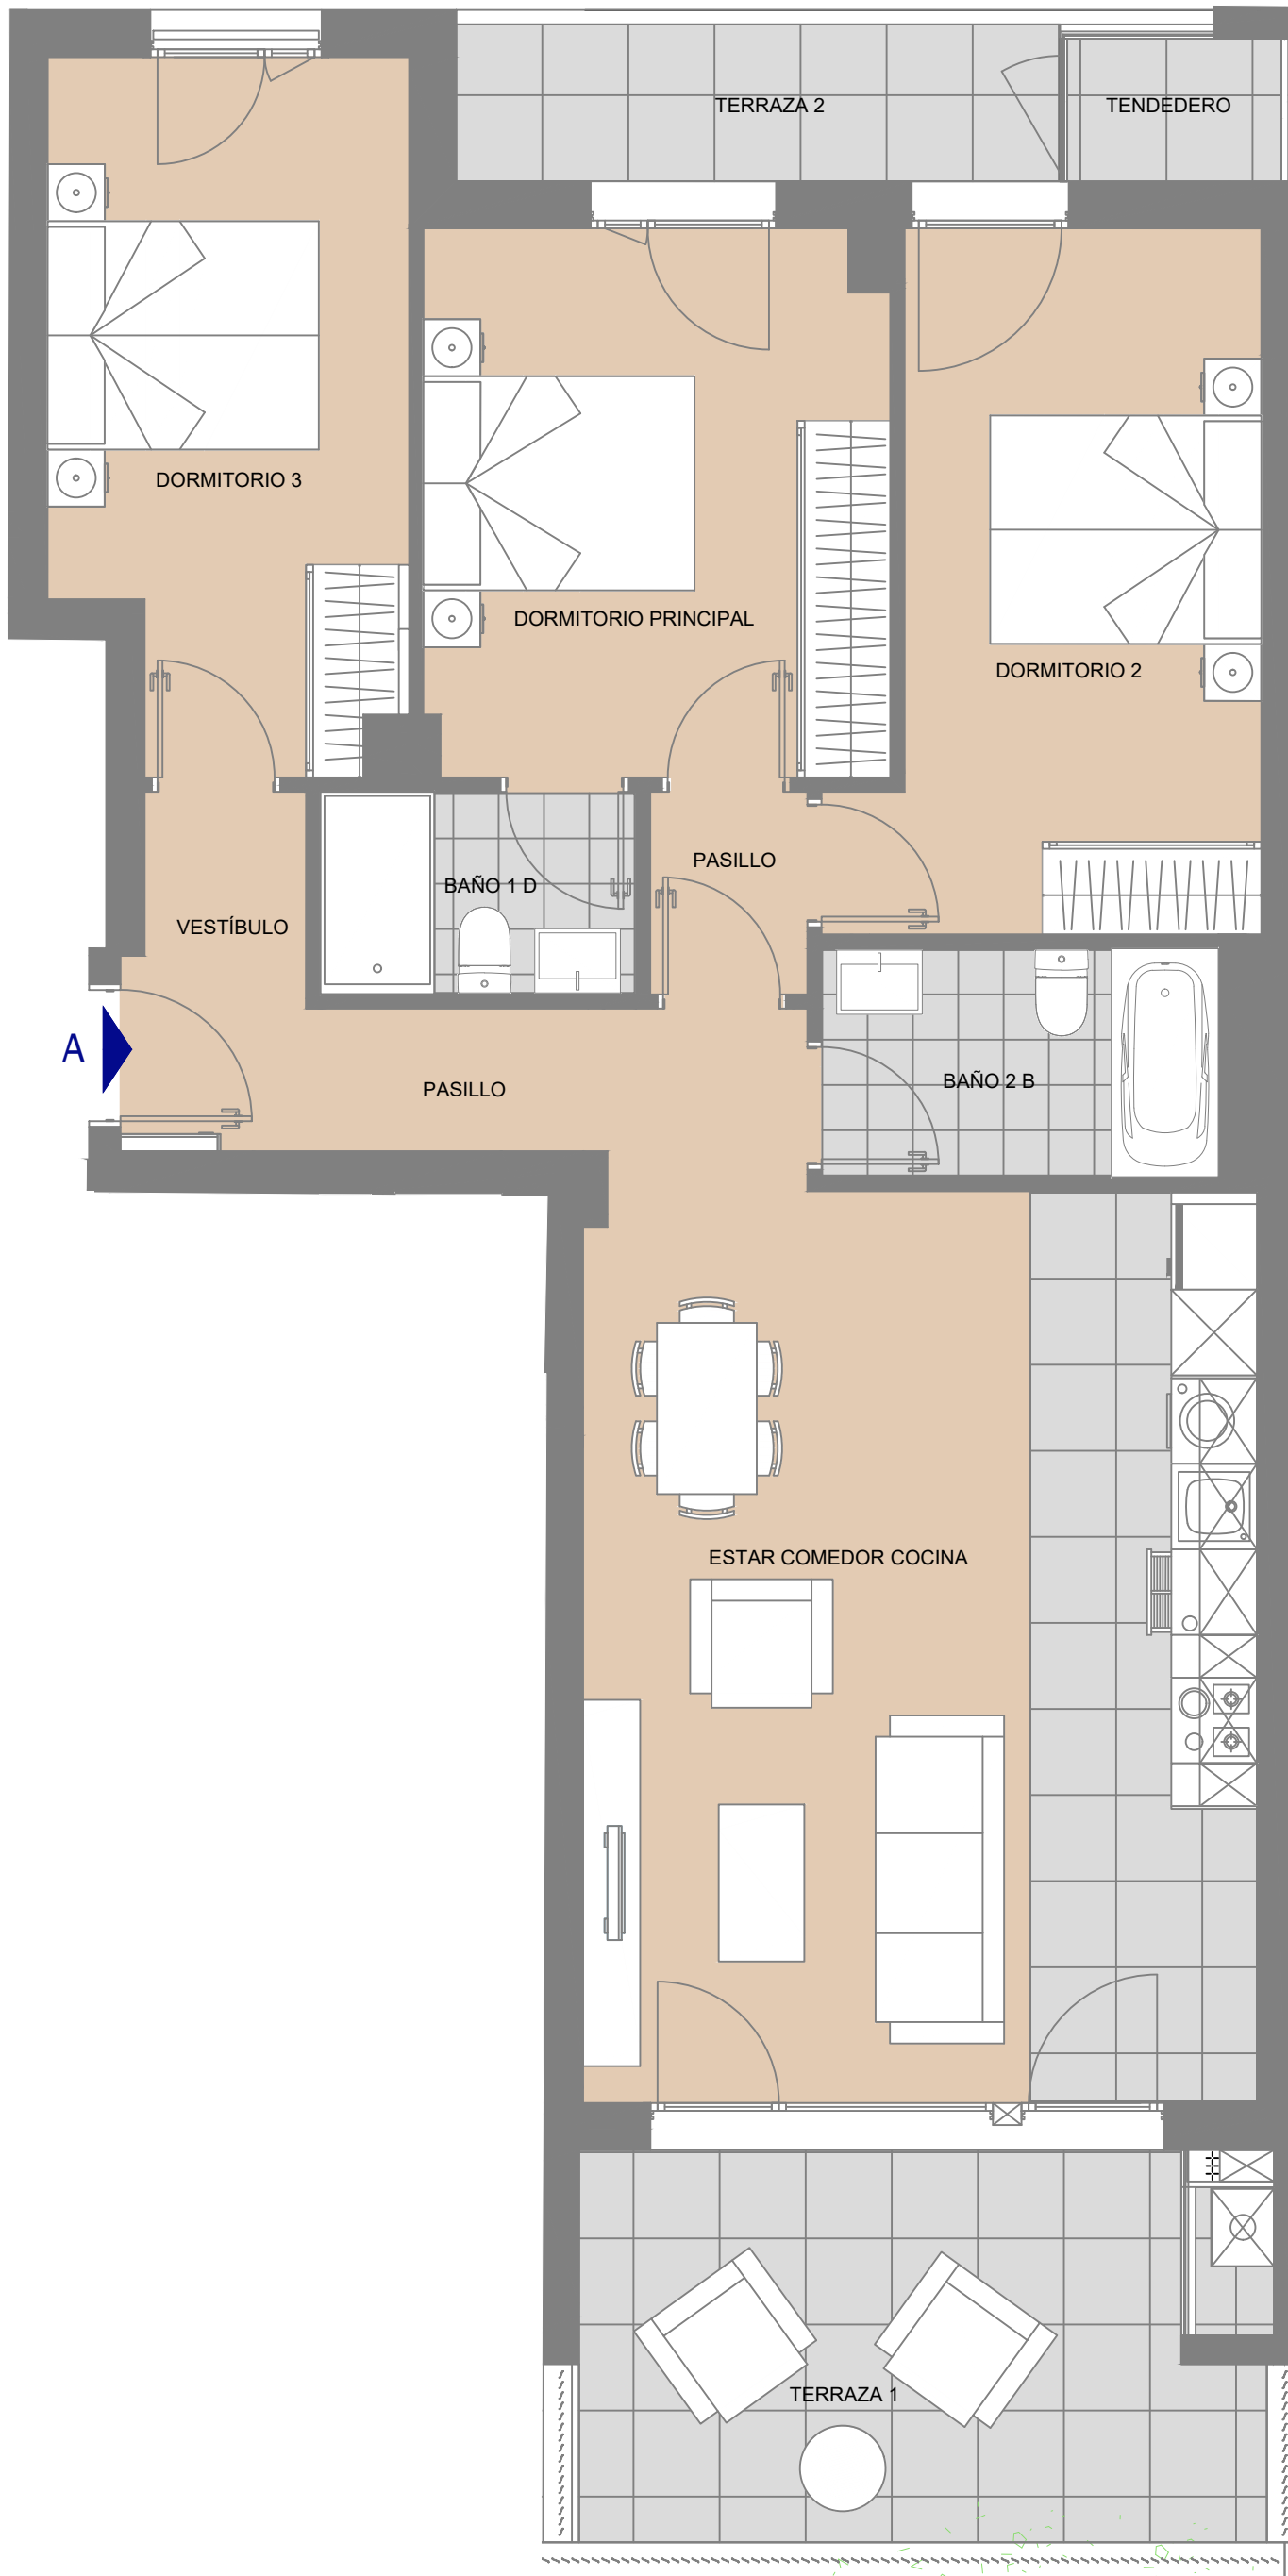 TERRAZA 2
TENDEDERO
DORMITORIO 3
DORMITORIO PRINCIPAL
DORMITORIO 2
PASILLO
BAÑO 1 D
VESTÍBULO
A
PASILLO
BAÑO 2 B
ESTAR COMEDOR COCINA
TERRAZA 1